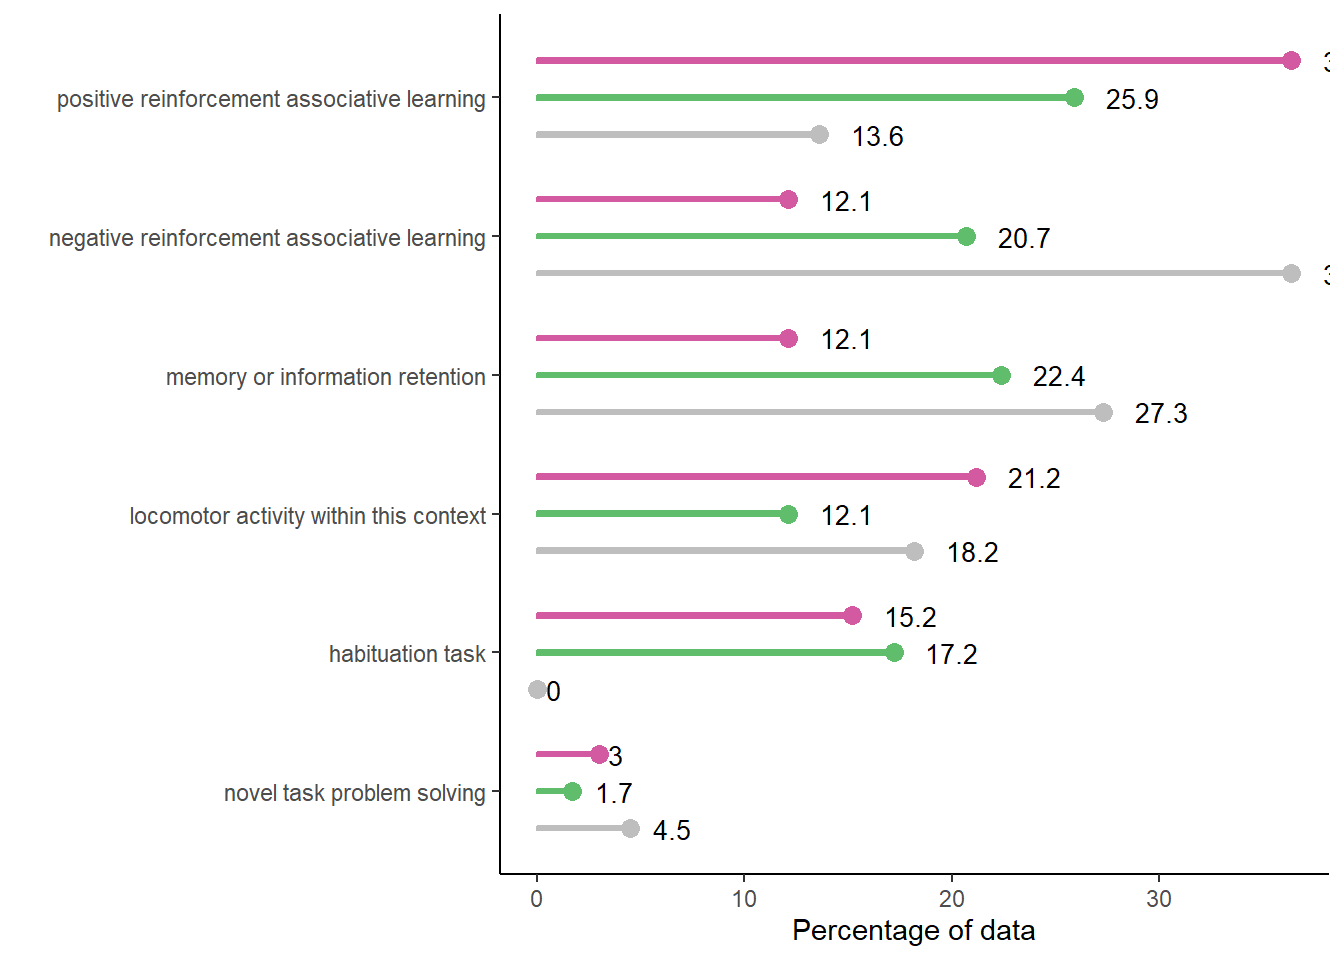 positive reinforcement associative learning
25.9
13.6
12.1
negative reinforcement associative learning
20.7
12.1
memory or information retention
22.4
27.3
21.2
locomotor activity within this context
12.1
18.2
15.2
habituation task
17.2
0
3
novel task problem solving
1.7
4.5
0 10 20 30
Percentage of data